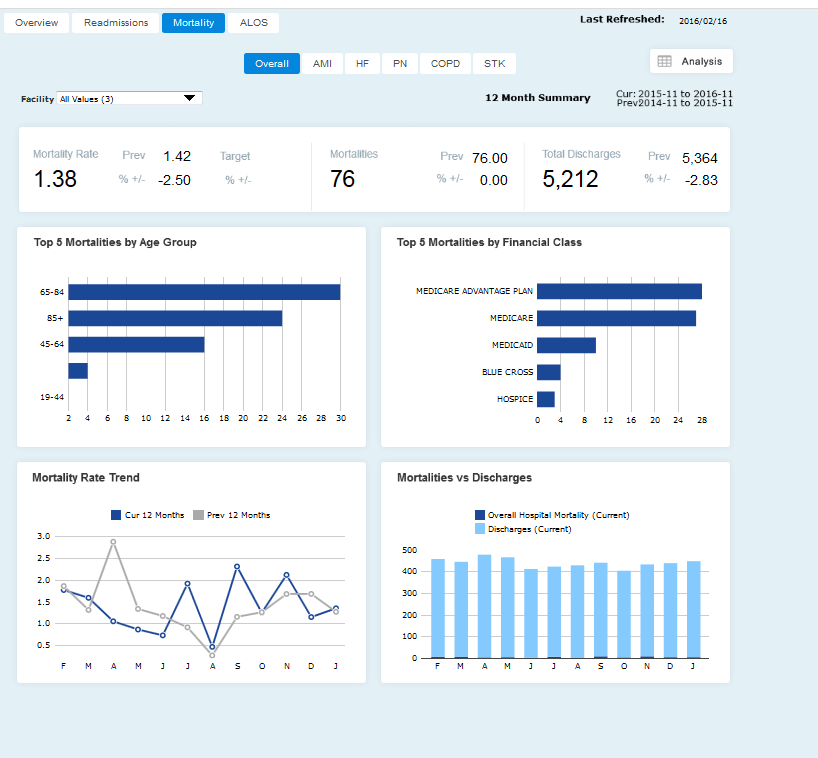 Overview Readmissions Mortality ALOS Last Refreshed: 2016/02/16
Overall AMI HF PN COPD STK Analysis
Facility All Values (3) 12 Month Summary Cur: 2015-11 to 2016-11
Prev2014-11 to 2015-11
Mortality Rate Prev 1.42 Target Mortalities Prev 76.00 Total Discharges Prev 5,364
1.38 % +/- -2.50 % +/- 76 % +/- 0.00 5,212 % +/- -2.83
Top 5 Mortalities by Age Group
65-84
85+
45-64
19-44
2 4 6 8 10 12 14 16 18 20 22 24 26 28 30
Top 5 Mortalities by Financial Class
MEDICARE ADVANTAGE PLAN
MEDICARE
MEDICAID
BLUE CROSS
HOSPICE
0 4 8 12 16 20 24 28
Mortality Rate Trend
Cur 12 Months Prev 12 Months
3.0
2.5
2.0
1.5
1.0
0.5
F M A M J J A S O N D J
Mortalities vs Discharges
Overall Hospital Mortality (Current)
Discharges (Current)
500
400
300
200
100
0
F M A M J J A S O N D J